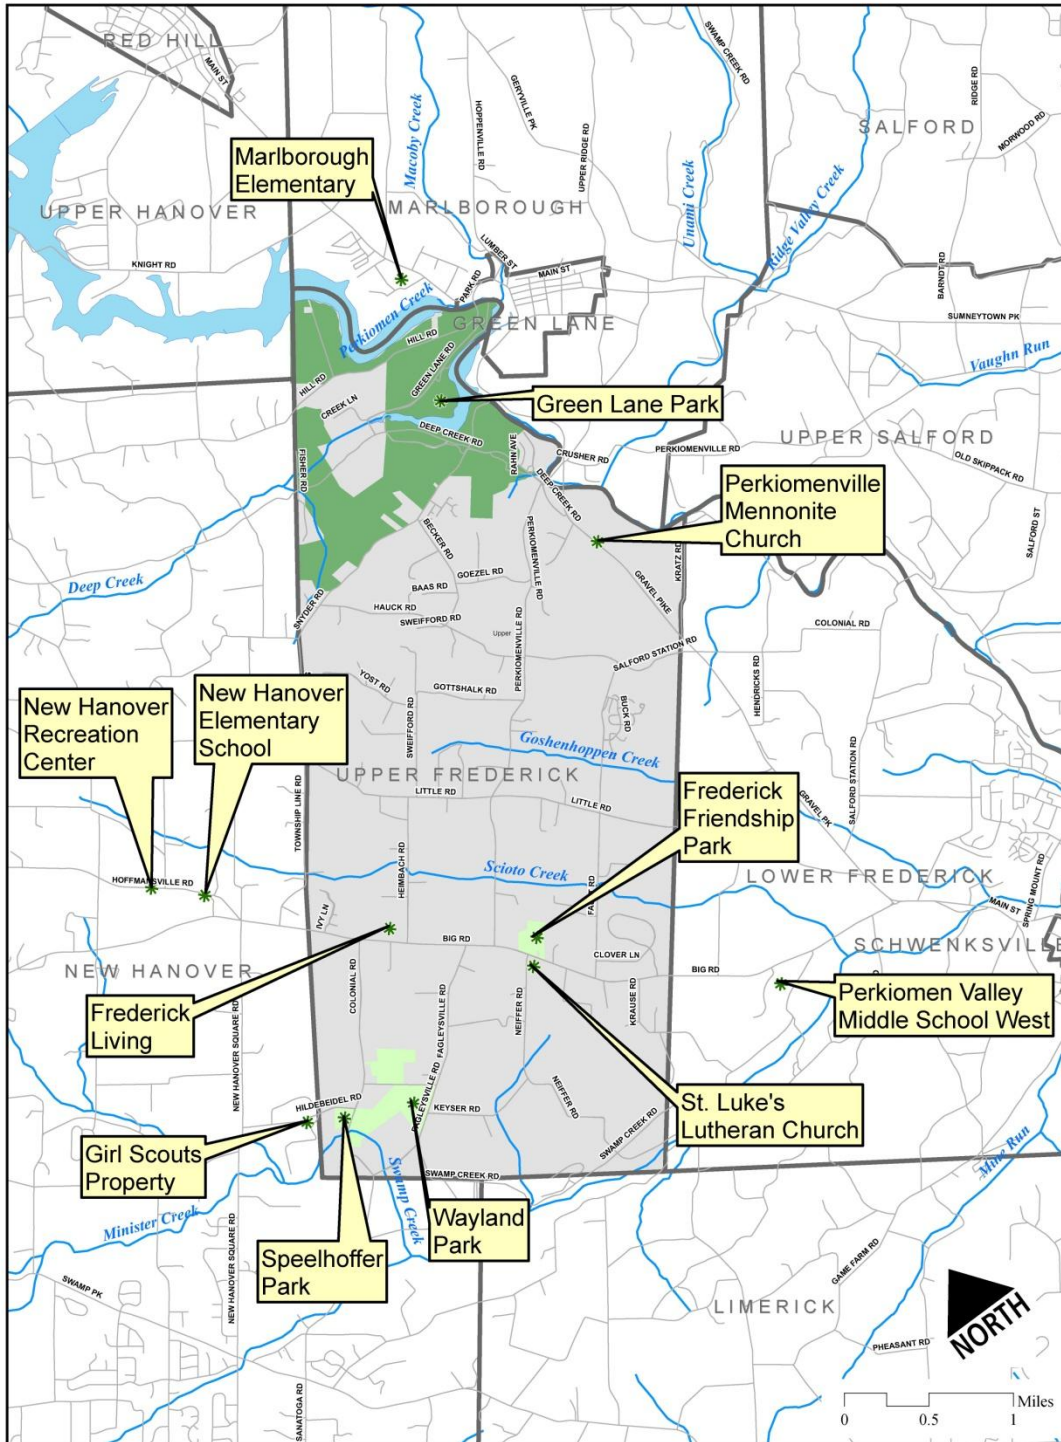 RED HILL
MAIN ST
SWAMP CREEK RD
RIDGE RD
GERYVILLE PK
HOPPENVILLE RD
Macoby Creek
MORWOOD RD
SALFORD
UPPER RIDGE RD
Marlborough
Elementary
Unami Creek
Ridge Valley Creek
UPPER HANOVER
MARLBOROUGH
LUMBER ST
MAIN ST
KNIGHT RD
PARK RD
BARNDT RD
Perkiomen Creek
SUMNEYTOWN PK
GREEN LANE
HILL RD
Vaughn Run
GREEN LANE RD
HILL RD
CREEK LN
Green Lane Park
DEEP CREEK RD
UPPER SALFORD
RAHN AVE
CRUSHER RD
PERKIOMENVILLE RD
OLD SKIPPACK RD
FISHER RD
DEEP CREEK RD
Perkiomenville
Mennonite
Church
SALFORD ST
BECKER RD
PERKIOMENVILLE RD
KRATZ RD
GOEZEL RD
Deep Creek
BAAS RD
GRAVEL PIKE
SNYDER RD
HAUCK RD
SWEIFFORD RD
COLONIAL RD
Upper
SALFORD STATION RD
PERKIOMENVILLE RD
HENDRICKS RD
YOST RD
GOTTSHALK RD
New Hanover
Recreation
Center
New Hanover
Elementary
School
SWEIFFORD RD
BUCK RD
Goshenhoppen Creek
SALFORD STATION RD
UPPER FREDERICK
LITTLE RD
LITTLE RD
Frederick
Friendship
Park
GRAVEL PK
TOWNSHIP LINE RD
HEIMBACH RD
Scioto Creek
LOWER FREDERICK
HOFFMANSVILLE RD
MAIN ST
SPRING MOUNT RD
IVY LN
BIG RD
SCHWENKSVILLE
CLOVER LN
BIG RD
NEW HANOVER
COLONIAL RD
FAGLEYSVILLE RD
NEIFFER RD
KRAUSE RD
Perkiomen Valley
Middle School West
Frederick
Living
NEW HANOVER SQUARE RD
FAGLEYSVILLE RD
NEIFFER RD
HILDEBEIDEL RD
KEYSER RD
SWAMP CREEK RD
St. Luke's
Lutheran Church
Girl Scouts
Property
Mine Run
SWAMP CREEK RD
Swamp Creek
Minister Creek
Wayland
Park
Speelhoffer
Park
NEW HANOVER SQUARE RD
GAME FARM RD
SWAMP PK
LIMERICK
NORTH
PHEASANT RD
SANATOGA RD
Miles
0 0.5 1